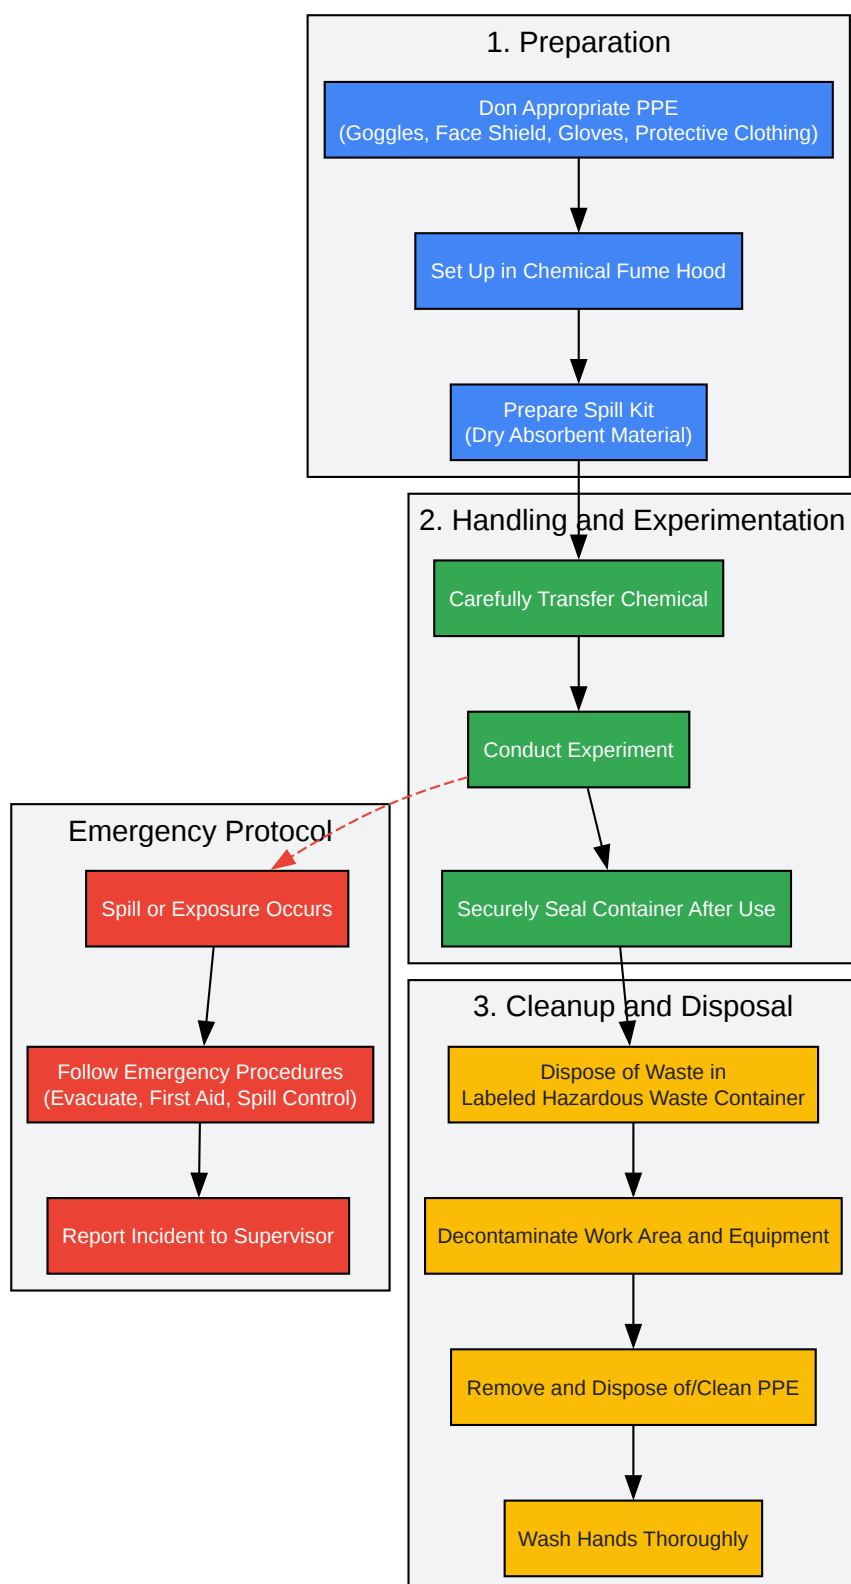 1. Preparation
Don Appropriate PPE
(Goggles, Face Shield, Gloves, Protective Clothing)
Set Up in Chemical Fume Hood
Prepare Spill Kit
(Dry Absorbent Material)
2. Handling and Experimentation
Carefully Transfer Chemical
Conduct Experiment
Securely Seal Container After Use
Emergency Protocol
Spill or Exposure Occurs
Follow Emergency Procedures
(Evacuate, First Aid, Spill Control)
Report Incident to Supervisor
3. Cleanup and Disposal
Dispose of Waste in
Labeled Hazardous Waste Container
Decontaminate Work Area and Equipment
Remove and Dispose of/Clean PPE
Wash Hands Thoroughly